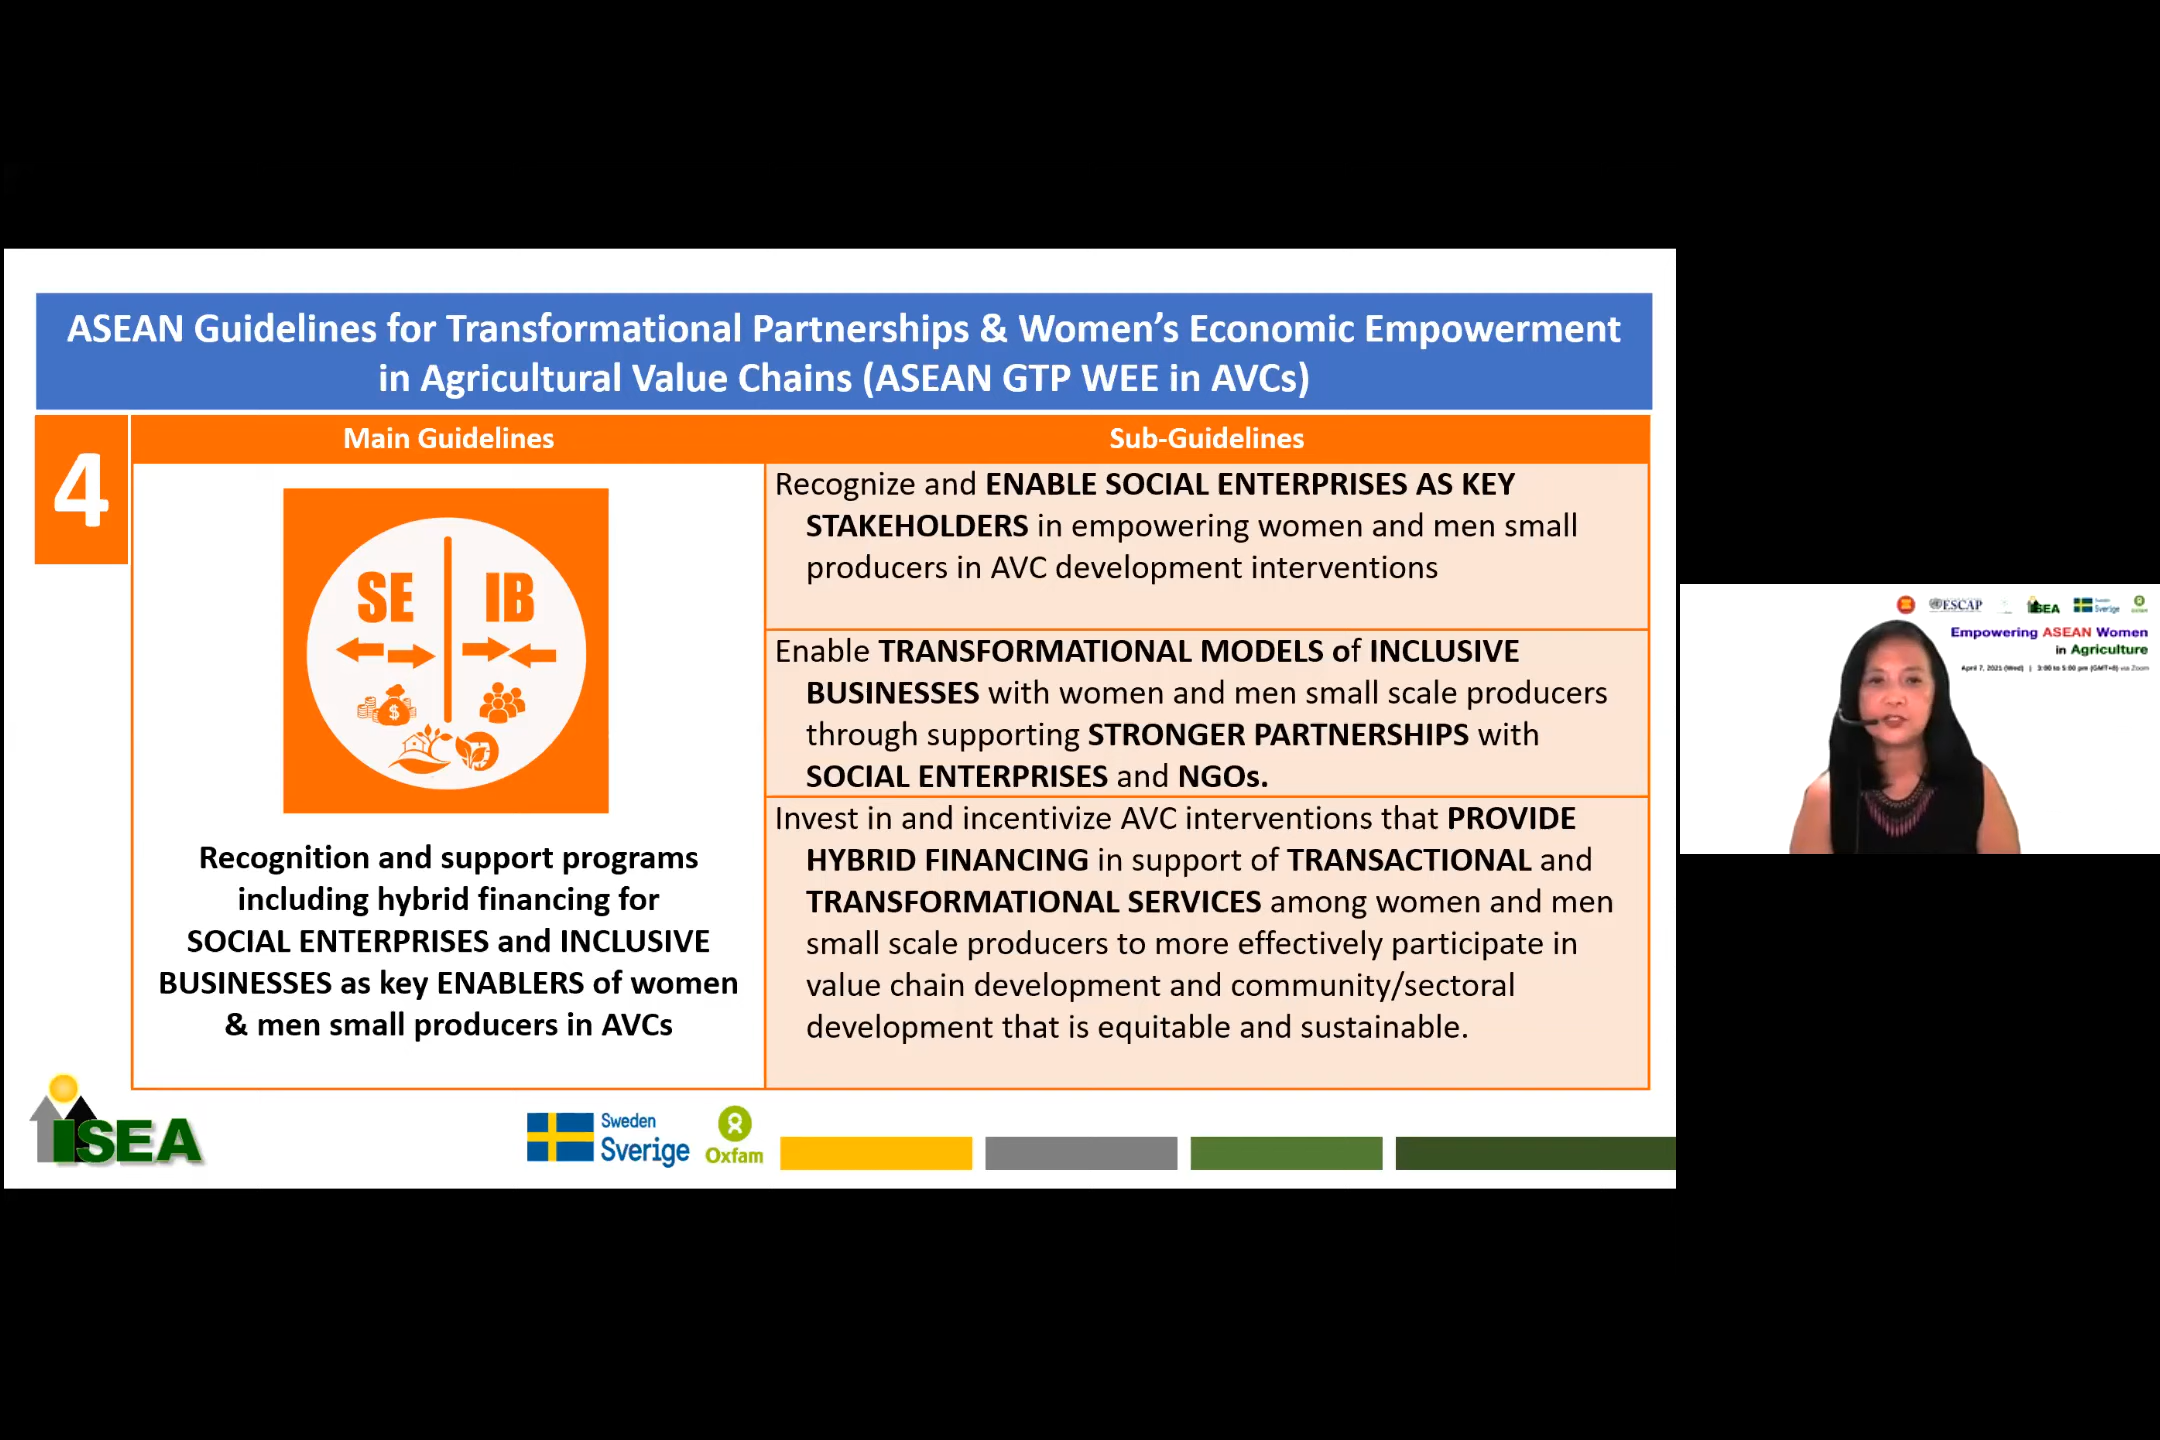 ASEAN Guidelines for Transformational Partnerships & Women’s Economic Empowerment
in Agricultural Value Chains (ASEAN GTP WEE in AVCs)
4
Main Guidelines
SE IB
$
Recognition and support programs
including hybrid financing for
SOCIAL ENTERPRISES and INCLUSIVE
BUSINESSES as key ENABLERS of women
& men small producers in AVCs
Sub-Guidelines
Recognize and ENABLE SOCIAL ENTERPRISES AS KEY
STAKEHOLDERS in empowering women and men small
producers in AVC development interventions
Enable TRANSFORMATIONAL MODELS of INCLUSIVE
BUSINESSES with women and men small scale producers
through supporting STRONGER PARTNERSHIPS with
SOCIAL ENTERPRISES and NGOs.
Invest in and incentivize AVC interventions that PROVIDE
HYBRID FINANCING in support of TRANSACTIONAL and
TRANSFORMATIONAL SERVICES among women and men
small scale producers to more effectively participate in
value chain development and community/sectoral
development that is equitable and sustainable.
iSEA
Sweden
Sverige
Oxfam
ESCAP
iSEA
Sverige
Empowering ASEAN Women
in Agriculture
April 7, 2021 (Wed) | 3:00 to 5:00 pm (GMT+8) via Zoom